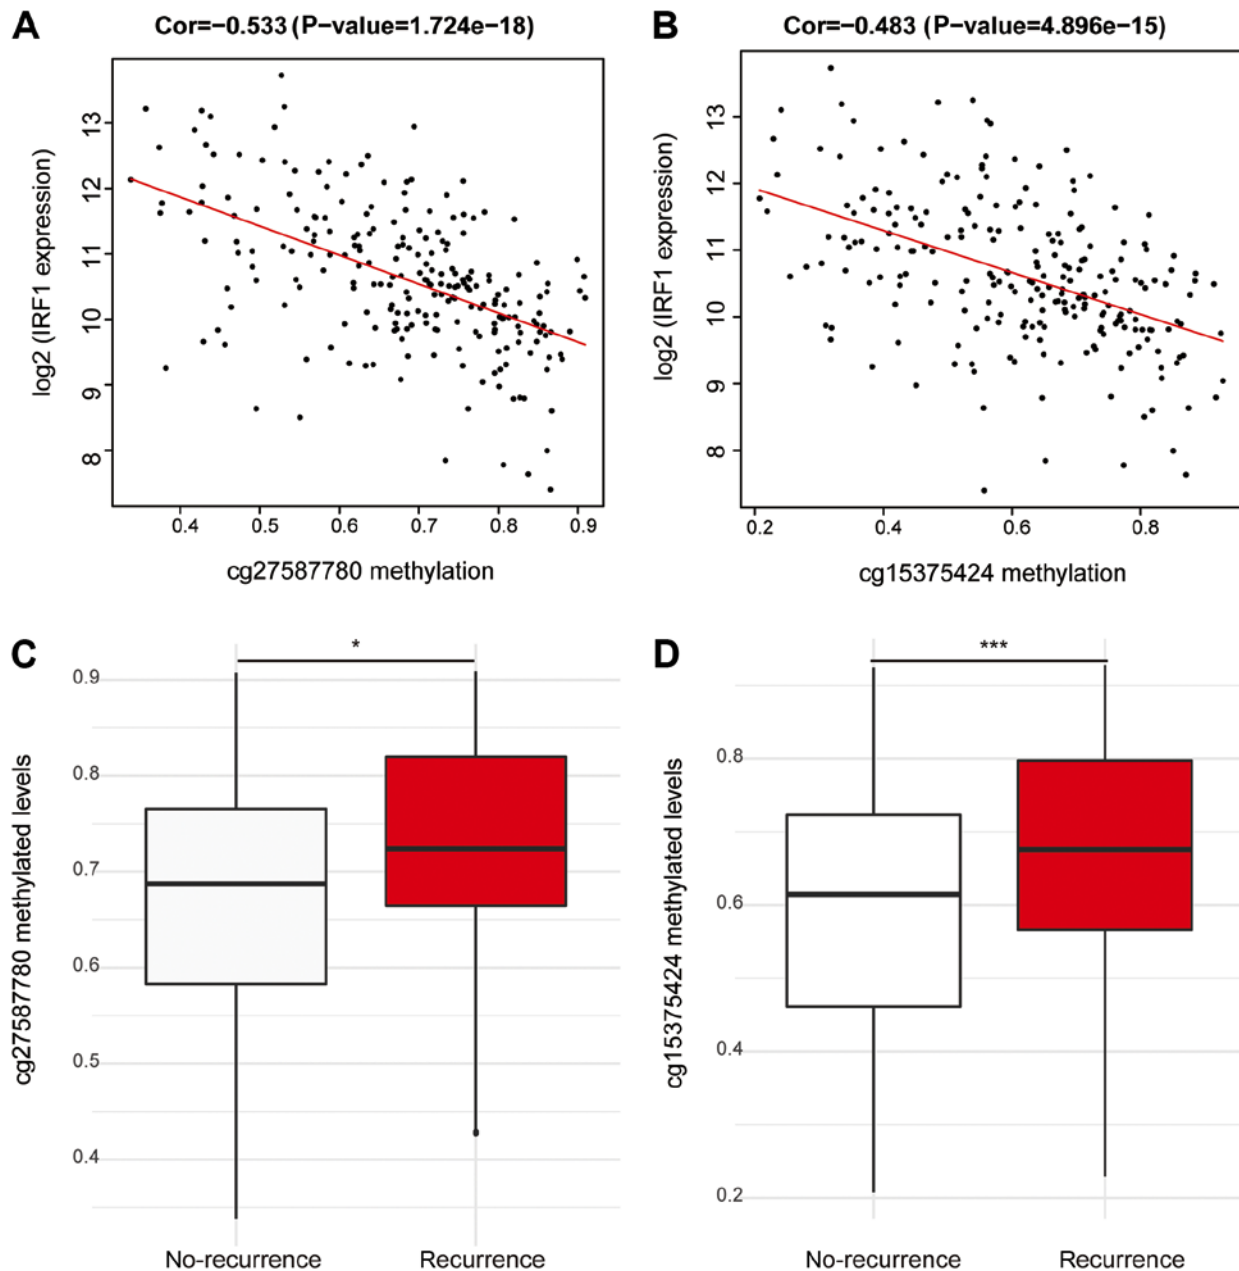 A
Cor=−0.533 (P−value=1.724e−18)
log2 (IRF1 expression)
13
12
11
10
9
8
0.4 0.5 0.6 0.7 0.8 0.9
cg27587780 methylation
B
Cor=−0.483 (P−value=4.896e−15)
log2 (IRF1 expression)
13
12
11
10
9
8
0.2 0.4 0.6 0.8
cg15375424 methylation
C
*
cg27587780 methylated levels
0.9
0.8
0.7
0.6
0.5
0.4
No-recurrence Recurrence
D
***
cg15375424 methylated levels
0.8
0.6
0.4
0.2
No-recurrence Recurrence